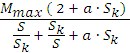 M_max ( 2 + a · S_k )
S/S_k + S_k/S + a · S_k